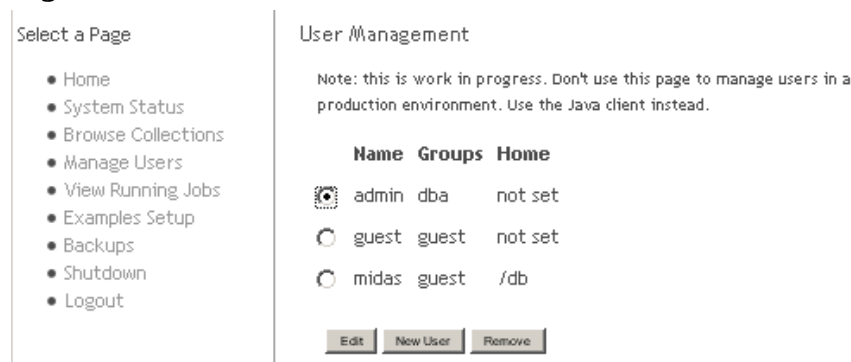 Select a Page
Home
System Status
Browse Collections
Manage Users
View Running Jobs
Examples Setup
Backups
Shutdown
Logout
User Management
Note: this is work in progress. Don't use this page to manage users in a
production environment. Use the Java client instead.
Name Groups Home
admin dba not set
guest guest not set
midas guest /db
Edit New User Remove